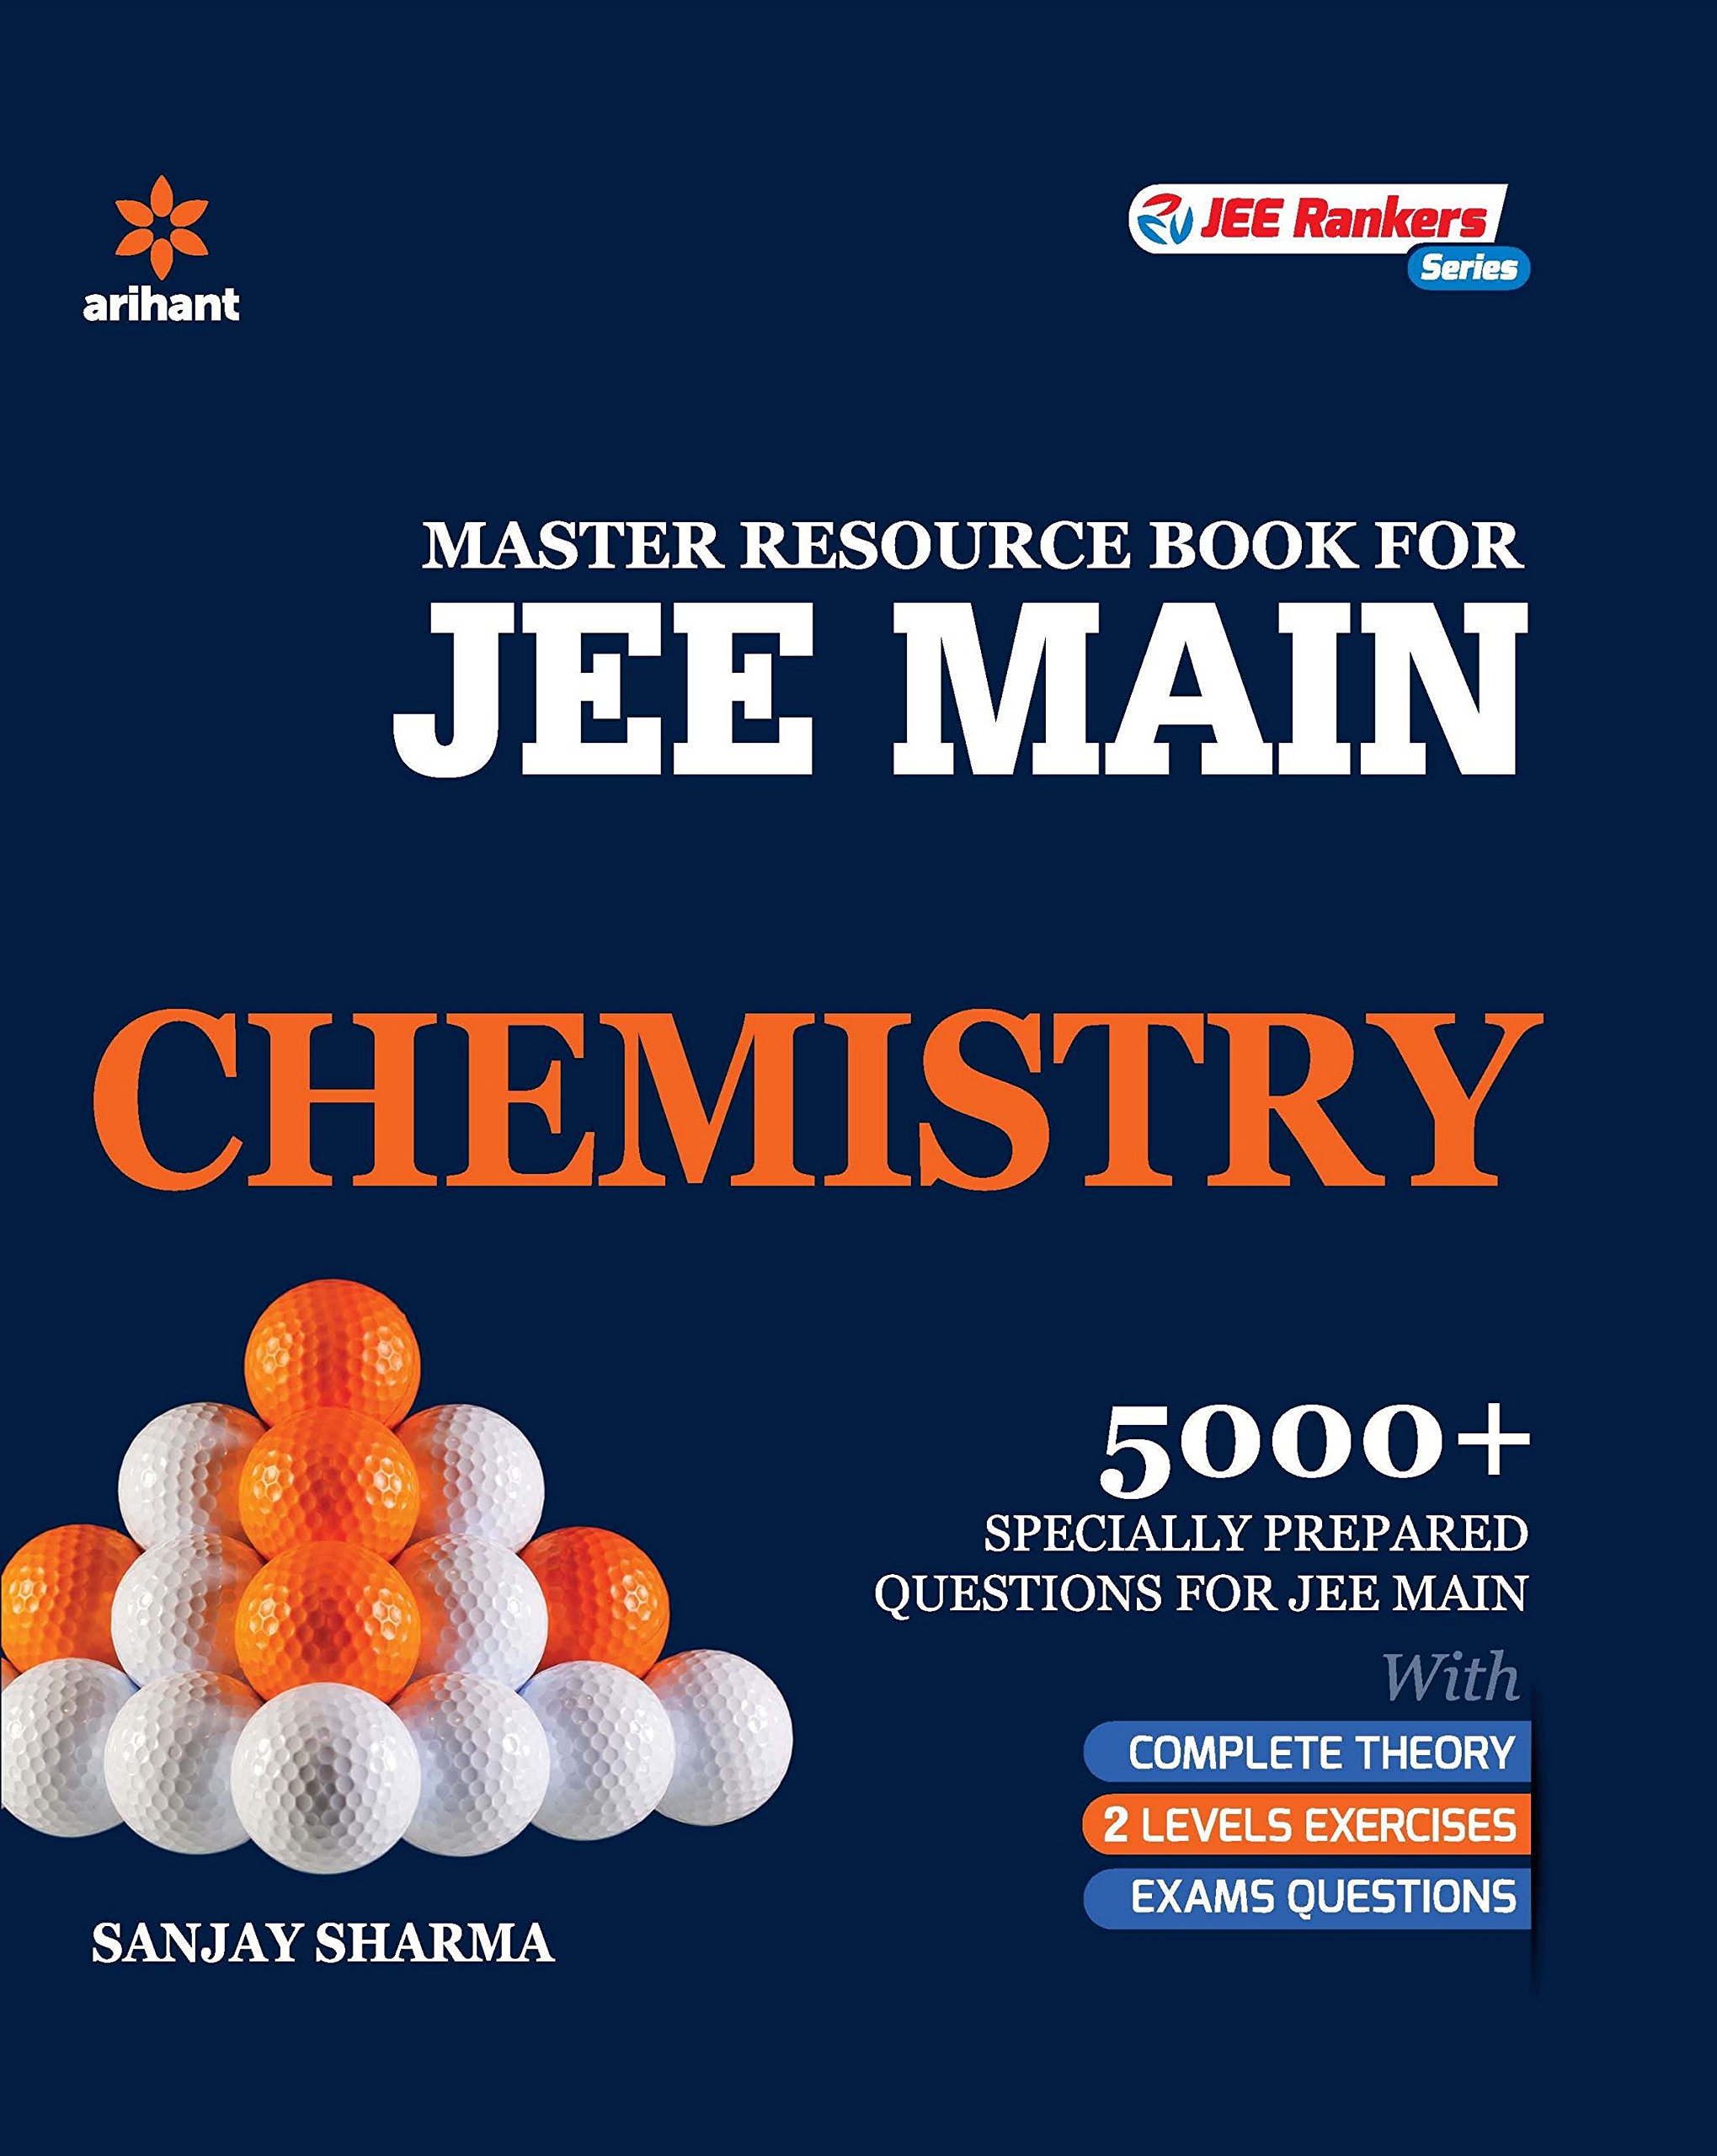 arihant
JEE Rankers
Series
MASTER RESOURCE BOOK FOR
JEE MAIN
CHEMISTRY
5000+
SPECIALLY PREPARED
QUESTIONS FOR JEE MAIN
With
COMPLETE THEORY
2 LEVELS EXERCISES
EXAMS QUESTIONS
SANJAY SHARMA